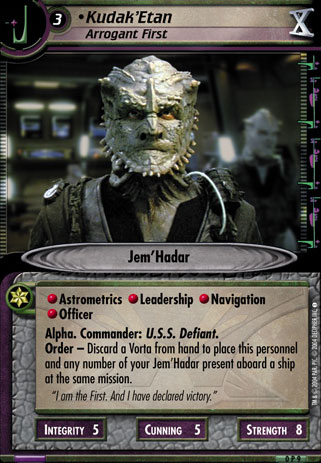 3 • Kudak'Etan
Arrogant First
Jem'Hadar
• Astrometrics • Leadership • Navigation
• Officer
Alpha. Commander: U.S.S. Defiant.
Order – Discard a Vorta from hand to place this personnel
and any number of your Jem'Hadar present aboard a ship
at the same mission.
"I am the First. And I have declared victory."
INTEGRITY 5 CUNNING 5 STRENGTH 8
079